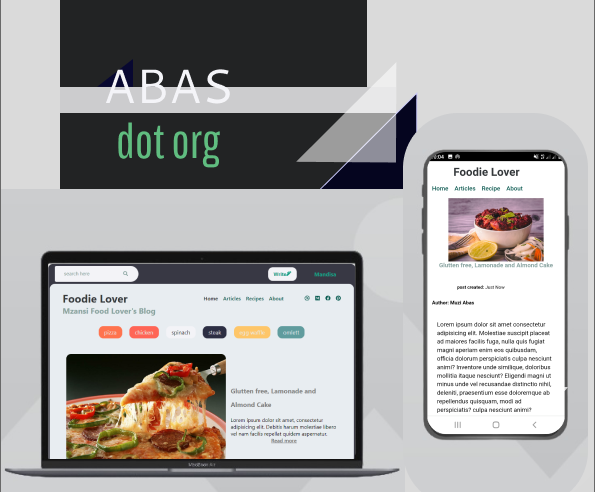 ABAS
dot org
search here
Write
Mandisa
Foodie Lover
Mzansi Food Lover's Blog
Home Articles Recipes About
pizza chicken spinach steak egg waffle omlett
Glutten free, Lamonade and
Almond Cake
Lorem ipsum dolor sit amet, consectetur
adipisicing elit. Debitis harum molestiae libero
vel nam facilis repellat quidem aspernatur.
Read more
MacBook Air
Foodie Lover
Home Articles Recipe About
Glutten free, Lamonade and Almond Cake
post created: Just Now
Author: Muzi Abas
Lorem ipsum dolor sit amet consectetur
adipisicing elit. Molestiae suscipit placeat
ad maiores facilis fuga, nulla quis fugiat
magni aperiam enim eos quibusdam,
officia dolorum perspiciatis culpa nesciunt
animi? Inventore unde similique, doloribus
mollitia itaque nesciunt? Eligendi magni ut
minus unde vel recusandae distinctio nihil,
deleniti, praesentium esse doloremque ab
repellendus quisquam, modi ad
perspiciatis? culpa nesciunt animi?